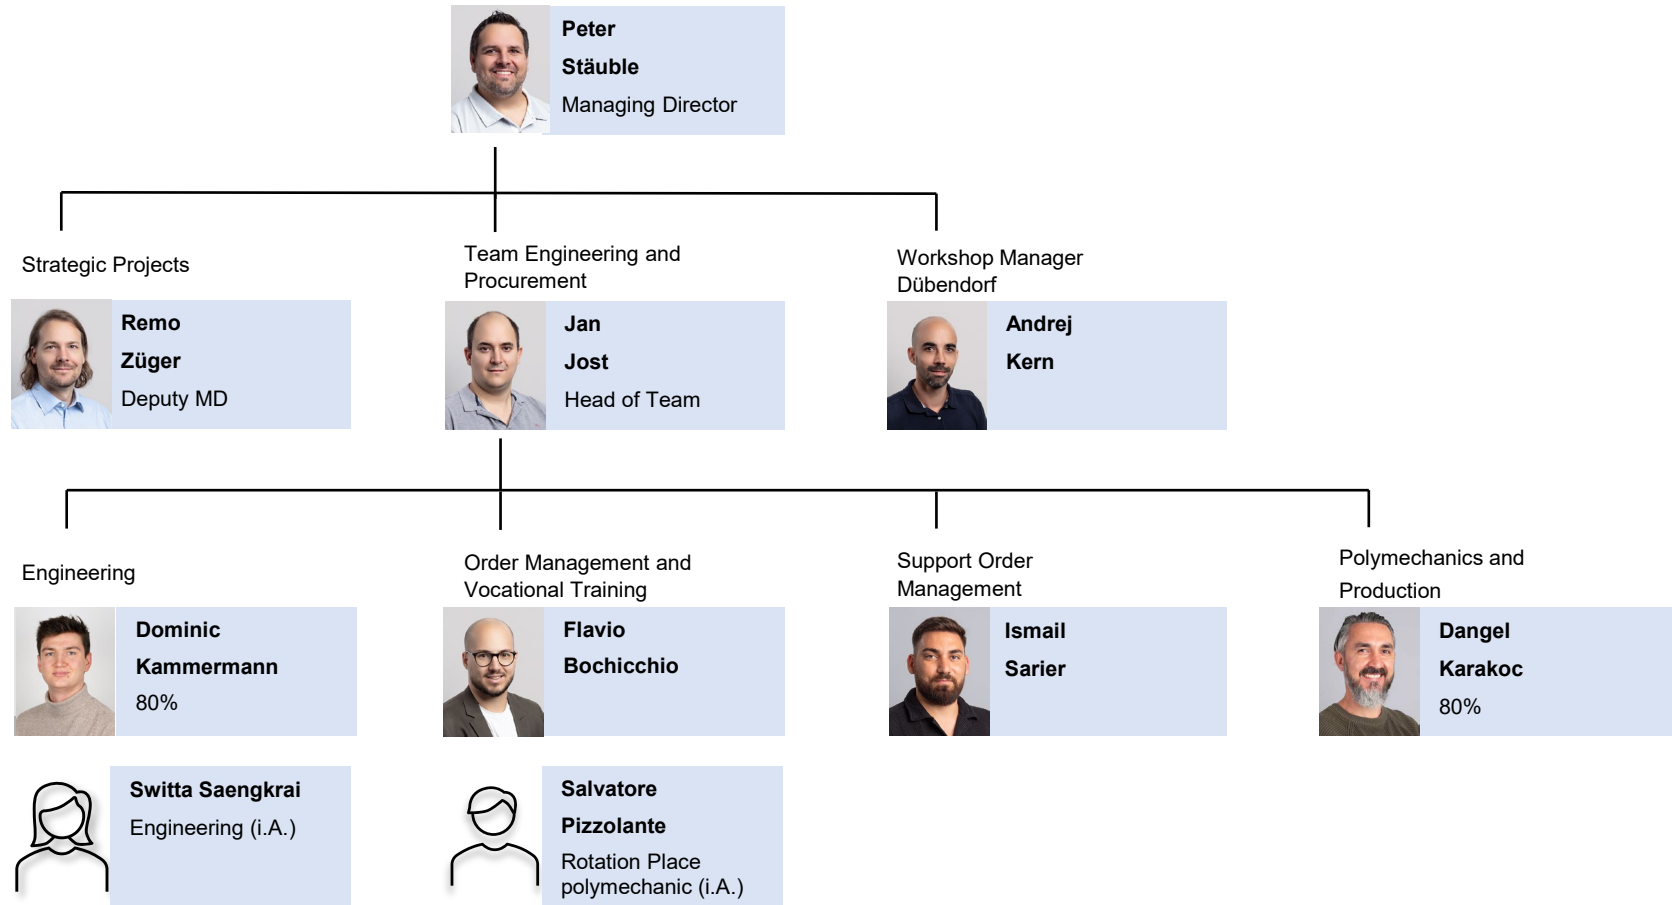 Peter
Stäuble
Managing Director
Strategic Projects
Remo
Züger
Deputy MD
Team Engineering and
Procurement
Jan
Jost
Head of Team
Workshop Manager
Dübendorf
Andrej
Kern
Engineering
Dominic
Kammermann
80%
Switta Saengkrai
Engineering (i.A.)
Order Management and
Vocational Training
Flavio
Bochicchio
Salvatore
Pizzolante
Rotation Place
polymechanic (i.A.)
Support Order
Management
Ismail
Sarier
Polymechanics and
Production
Dangel
Karakoc
80%